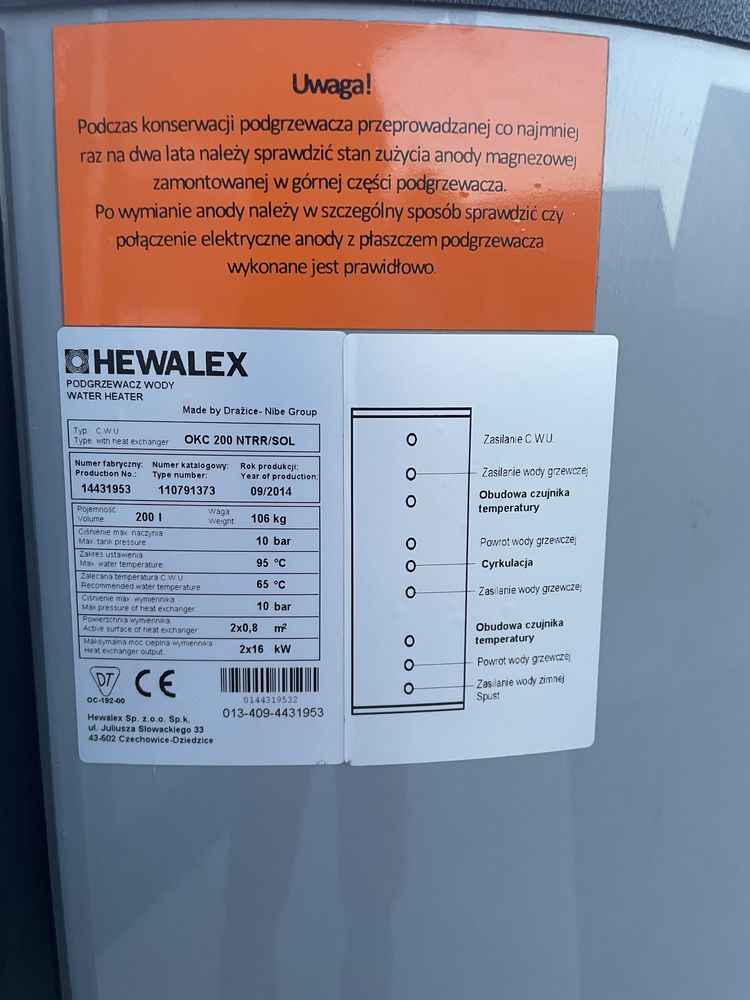 Uwaga!
Podczas konserwacji podgrzewacza przeprowadzanej co najmniej
raz na dwa lata należy sprawdzić stan zużycia anody magnezowej
zamontowanej w górnej części podgrzewacza.
Po wymianie anody należy w szczególny sposób sprawdzić czy
połączenie elektryczne anody z płaszczem podgrzewacza
wykonane jest prawidłowo.
HEWALEX
PODGRZEWACZ WODY
WATER HEATER
Made by Dražice- Nibe Group
Typ. C.W.U
Type with heat exchanger OKC 200 NTRR/SOL
Numer fabryczny: Numer katalogowy: Rok produkcji:
Production No.: Type number: Year of production:
14431953 110791373 09/2014
Pojemność Waga
Volume 200 l Weight 106 kg
Ciśnienie max. naczynia
Max. tank pressure 10 bar
Zakres ustawienia
Max. water temperature 95 °C
Zalecana temperatura C.W.U
Recommended water temperature 65 °C
Ciśnienie max. wymiennika
Max pressure of heat exchanger 10 bar
Powierzchnia wymiennika
Active surface of heat exchanger 2x0,8 m²
Maksymalna moc cieplna wymiennika
Heat exchanger output 2x16 kW
DT CE
OC-192-00
0144319532
013-409-4431953
Hewalex Sp. z.o.o. Sp.k.
ul. Juliusza Slowackiego 33
43-502 Czechowice-Dziedzice
Zasilanie C.W.U.
Zasilanie wody grzewczej
Obudowa czujnika
temperatury
Powrot wody grzewczej
Cyrkulacja
Zasilanie wody grzewczej
Obudowa czujnika
temperatury
Powrot wody grzewczej
Zasilanie wody zimnej
Spust